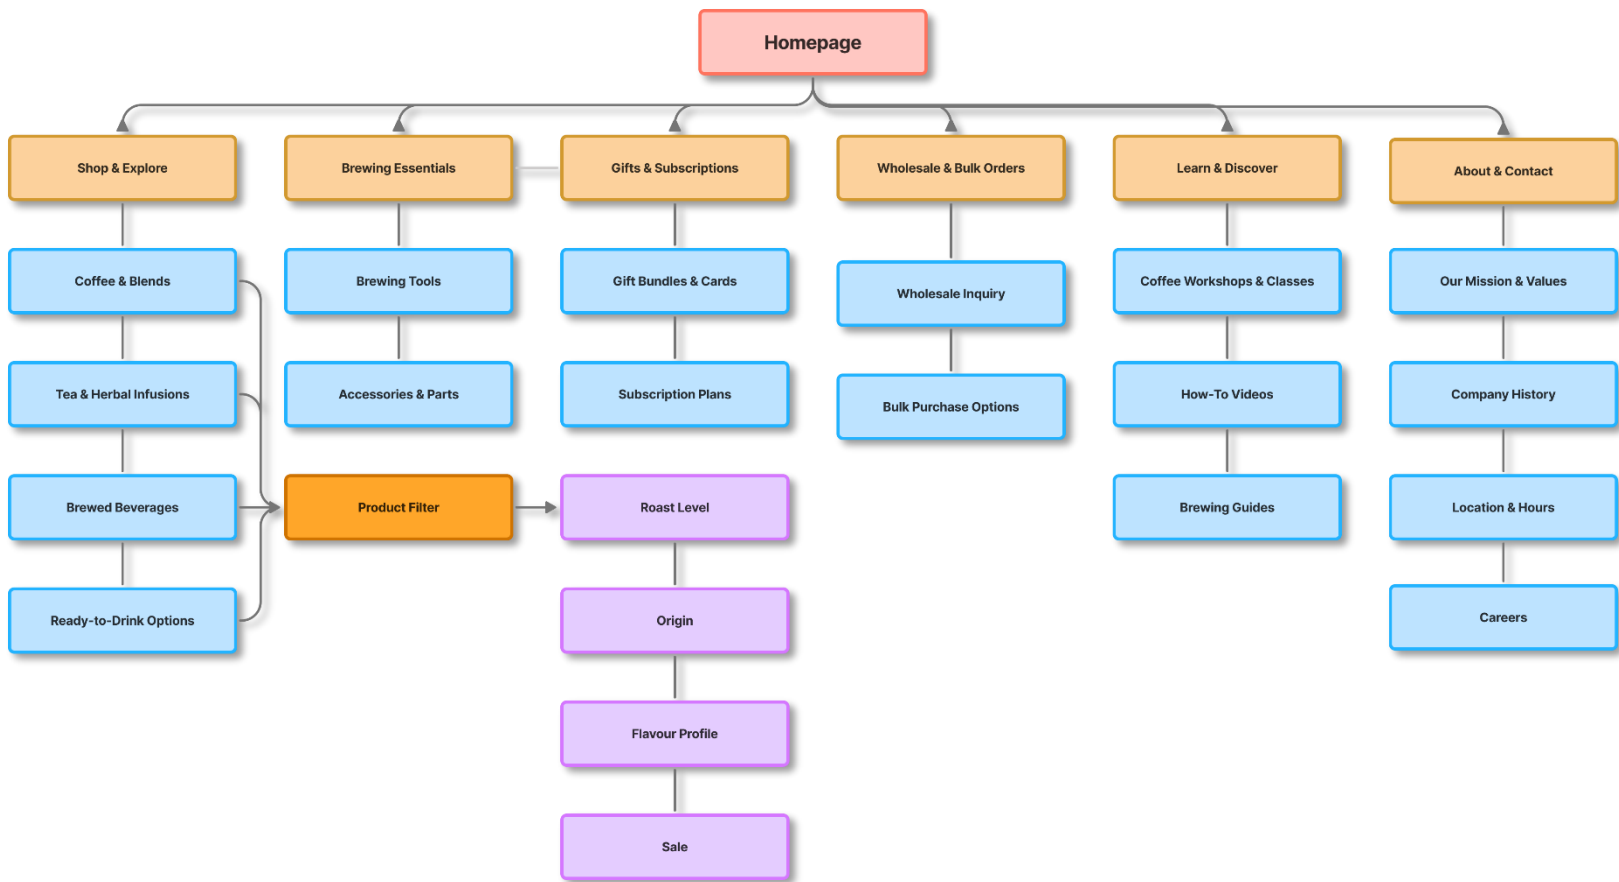 Homepage
Shop & Explore
Brewing Essentials
Gifts & Subscriptions
Wholesale & Bulk Orders
Learn & Discover
About & Contact
Coffee & Blends
Brewing Tools
Gift Bundles & Cards
Wholesale Inquiry
Coffee Workshops & Classes
Our Mission & Values
Tea & Herbal Infusions
Accessories & Parts
Subscription Plans
Bulk Purchase Options
How-To Videos
Company History
Brewed Beverages
Product Filter
Roast Level
Brewing Guides
Location & Hours
Ready-to-Drink Options
Origin
Careers
Flavour Profile
Sale